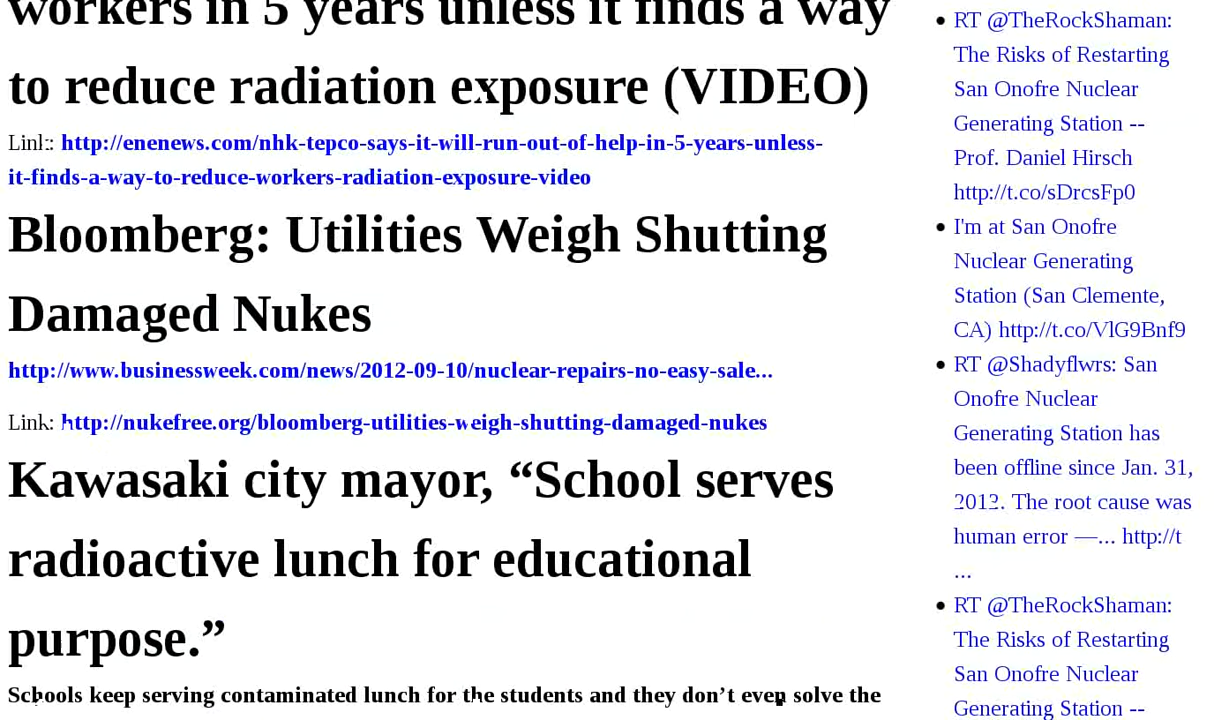 workers in 5 years unless it finds a way
to reduce radiation exposure (VIDEO)
Link: http://enenews.com/nhk-tepco-says-it-will-run-out-of-help-in-5-years-unless-
it-finds-a-way-to-reduce-workers-radiation-exposure-video
Bloomberg: Utilities Weigh Shutting
Damaged Nukes
http://www.businessweek.com/news/2012-09-10/nuclear-repairs-no-easy-sale...
Link: http://nukefree.org/bloomberg-utilities-weigh-shutting-damaged-nukes
Kawasaki city mayor, “School serves
radioactive lunch for educational
purpose.”
Schools keep serving contaminated lunch for the students and they don’t even solve the
RT @TheRockShaman:
The Risks of Restarting
San Onofre Nuclear
Generating Station --
Prof. Daniel Hirsch
http://t.co/sDrcsFp0
I'm at San Onofre
Nuclear Generating
Station (San Clemente,
CA) http://t.co/VlG9Bnf9
RT @Shadyflwrs: San
Onofre Nuclear
Generating Station has
been offline since Jan. 31,
2012. The root cause was
human error —... http://t
...
RT @TheRockShaman:
The Risks of Restarting
San Onofre Nuclear
Generating Station --